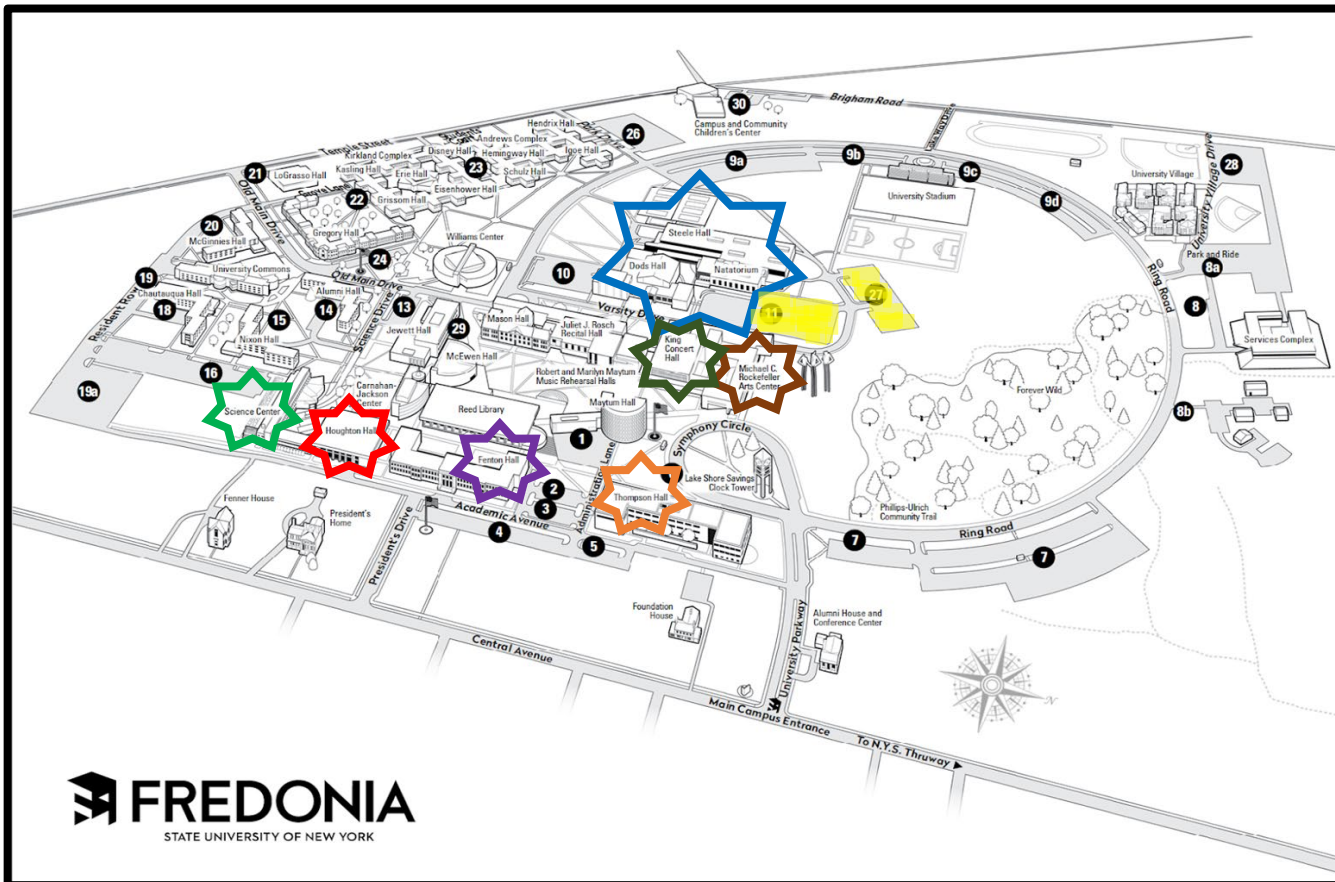 Brigham Road
30
Campus and Community
Children's Center
26
Hendrix Hall
Andrews Complex
Igoe Hall
Temple Street
Disney Hall
Hemingway Hall
23
Schulz Hall
Kirkland Complex
Kasling Hall
Erie Hall
Eisenhower Hall
Grissom Hall
21
LoGrasso Hall
Grove Lane
22
Old Main Drive
20
McGinnies Hall
Gregory Hall
24
Williams Center
9a
9b
9c
9d
University Stadium
University Village
28
University Village Drive
Park and Ride
8a
8
Services Complex
8b
Ring Road
Steele Hall
Dods Hall
Natatorium
10
27
Varsity Drive
University Commons
Old Main Drive
19
Chautauqua Hall
18
Resident Row
15
14
Alumni Hall
13
Science Drive
Jewett Hall
29
Mason Hall
Juliet J. Rosch
Recital Hall
King
Concert
Hall
Michael C.
Rockefeller
Arts Center
Forever Wild
Nixon Hall
16
19a
McEwen Hall
Robert and Marilyn Maytum
Music Rehearsal Halls
Carnahan-
Jackson
Center
Science Center
Houghton Hall
Reed Library
Maytum Hall
1
Symphony Circle
Fenton Hall
2
3
Administration Lane
Thompson Hall
Lake Shore Savings
Clock Tower
Phillips-Ulrich
Community Trail
Ring Road
7
7
Academic Avenue
4
5
Fenner House
President's
Home
President's Drive
Foundation
House
University Parkway
Alumni House and
Conference Center
Central Avenue
Main Campus Entrance
To N.Y.S. Thruway
N
FREDONIA
STATE UNIVERSITY OF NEW YORK